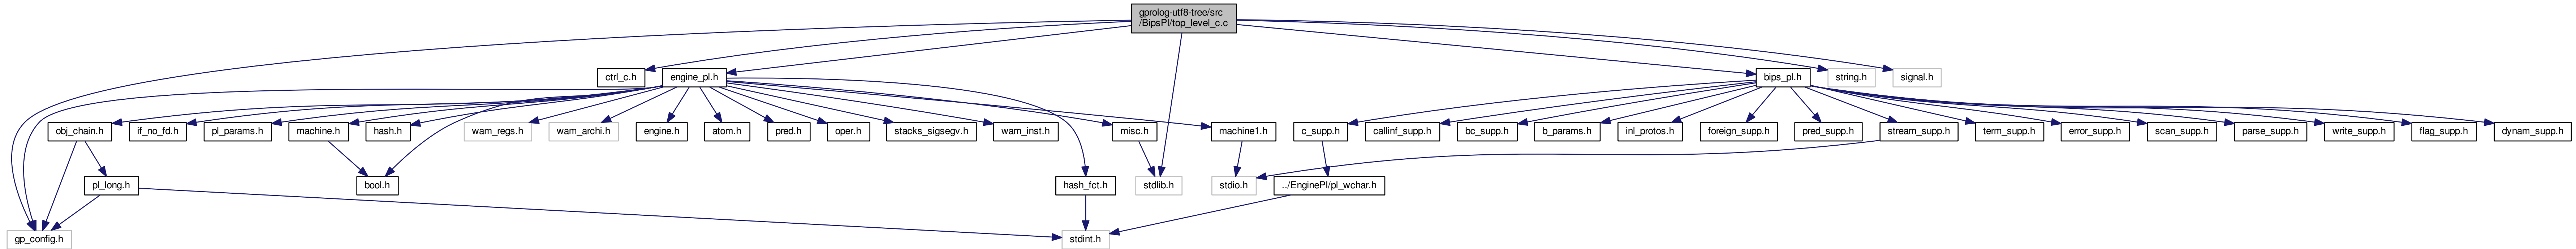 gprolog-utf8-tree/src
/BipsPl/top_level_c.c
ctrl_c.h
engine_pl.h
bips_pl.h
string.h
signal.h
obj_chain.h
if_no_fd.h
pl_params.h
machine.h
hash.h
wam_regs.h
wam_archi.h
engine.h
atom.h
pred.h
oper.h
stacks_sigsegv.h
wam_inst.h
misc.h
machine1.h
c_supp.h
callinf_supp.h
bc_supp.h
b_params.h
inl_protos.h
foreign_supp.h
pred_supp.h
stream_supp.h
term_supp.h
error_supp.h
scan_supp.h
parse_supp.h
write_supp.h
flag_supp.h
dynam_supp.h
pl_long.h
bool.h
hash_fct.h
stdlib.h
stdio.h
../EnginePl/pl_wchar.h
gp_config.h
stdint.h